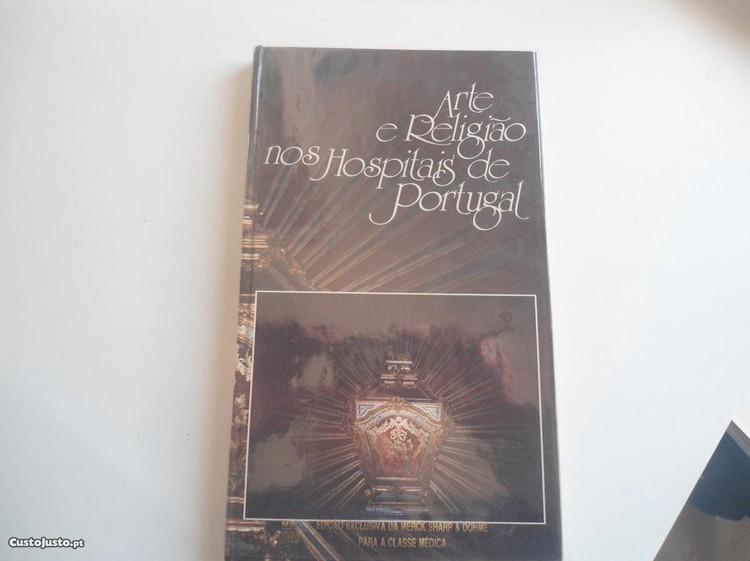 Arte
e Religião
nos Hospitais de
Portugal
EDIÇÃO EXCLUSIVA DA MERCK SHARP & DOHME
PARA A CLASSE MÉDICA
CustoJusto.pt